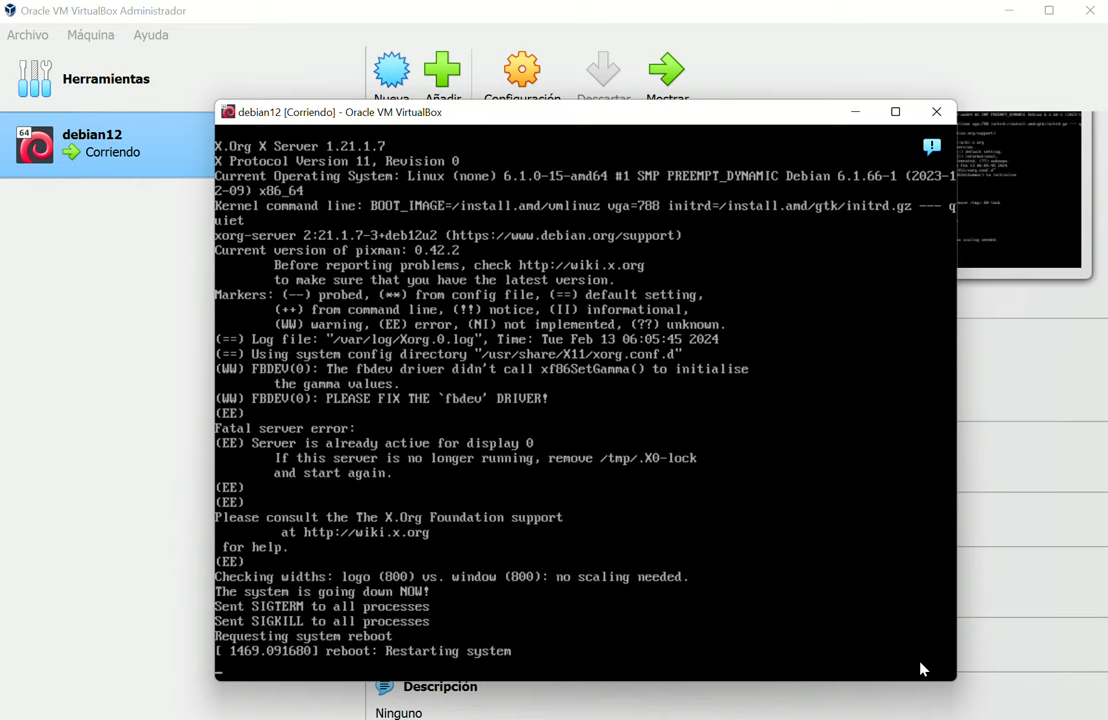 Oracle VM VirtualBox Administrador
Archivo Máquina Ayuda
Herramientas
Nueva Añadir Configuración Descartar Mostrar
debian12 [Corriendo] - Oracle VM VirtualBox
64
debian12
Corriendo
X.Org X Server 1.21.1.7
X Protocol Version 11, Revision 0
Current Operating System: Linux (none) 6.1.0-15-amd64 #1 SMP PREEMPT_DYNAMIC Debian 6.1.66-1 (2023-1
2-09) x86_64
Kernel command line: BOOT_IMAGE=/install.amd/vmlinuz vga=788 initrd=/install.amd/gtk/initrd.gz --- q
uiet
xorg-server 2:21.1.7-3+deb12u2 (https://www.debian.org/support)
Current version of pixman: 0.42.2
Before reporting problems, check http://wiki.x.org
to make sure that you have the latest version.
Markers: (--) probed, (**) from config file, (==) default setting,
(++) from command line, (!!) notice, (II) informational,
(WW) warning, (EE) error, (NI) not implemented, (??) unknown.
(==) Log file: "/var/log/Xorg.0.log", Time: Tue Feb 13 06:05:45 2024
(==) Using system config directory "/usr/share/X11/xorg.conf.d"
(WW) FBDEV(0): The fbdev driver didn't call xf86SetGamma() to initialise
the gamma values.
(WW) FBDEV(0): PLEASE FIX THE `fbdev' DRIVER!
(EE)
Fatal server error:
(EE) Server is already active for display 0
If this server is no longer running, remove /tmp/.X0-lock
and start again.
(EE)
(EE)
Please consult the The X.Org Foundation support
at http://wiki.x.org
for help.
(EE)
Checking widths: logo (800) vs. window (800): no scaling needed.
The system is going down NOW!
Sent SIGTERM to all processes
Sent SIGKILL to all processes
Requesting system reboot
[ 1469.091680] reboot: Restarting system
Descripción
Ninguno